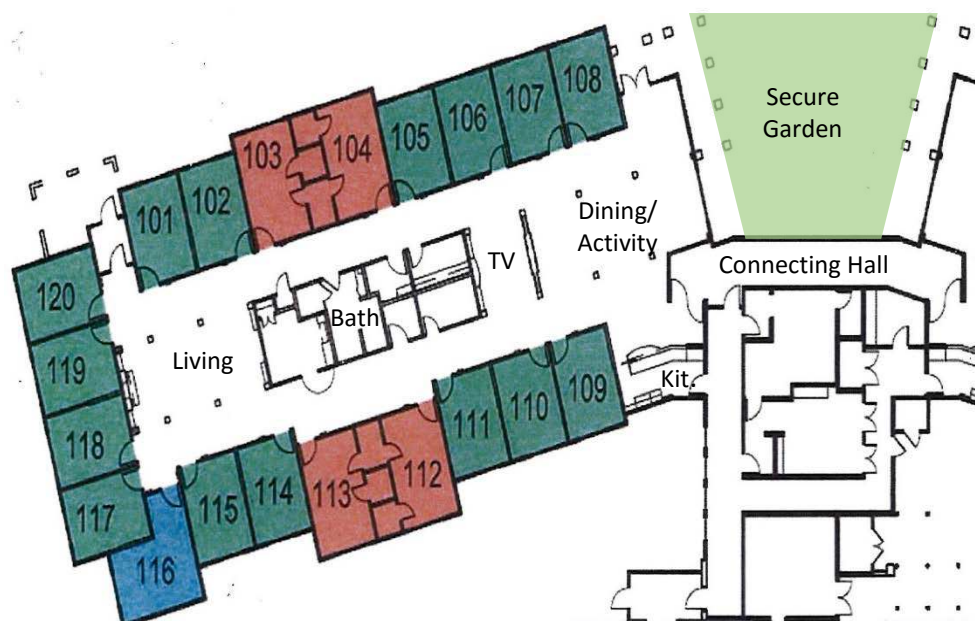 108
107
106
105
104
103
102
101
Secure
Garden
Dining/
Activity
TV
Connecting Hall
120
Bath
119
Living
Kit.
118
109
110
111
117
112
113
114
115
116